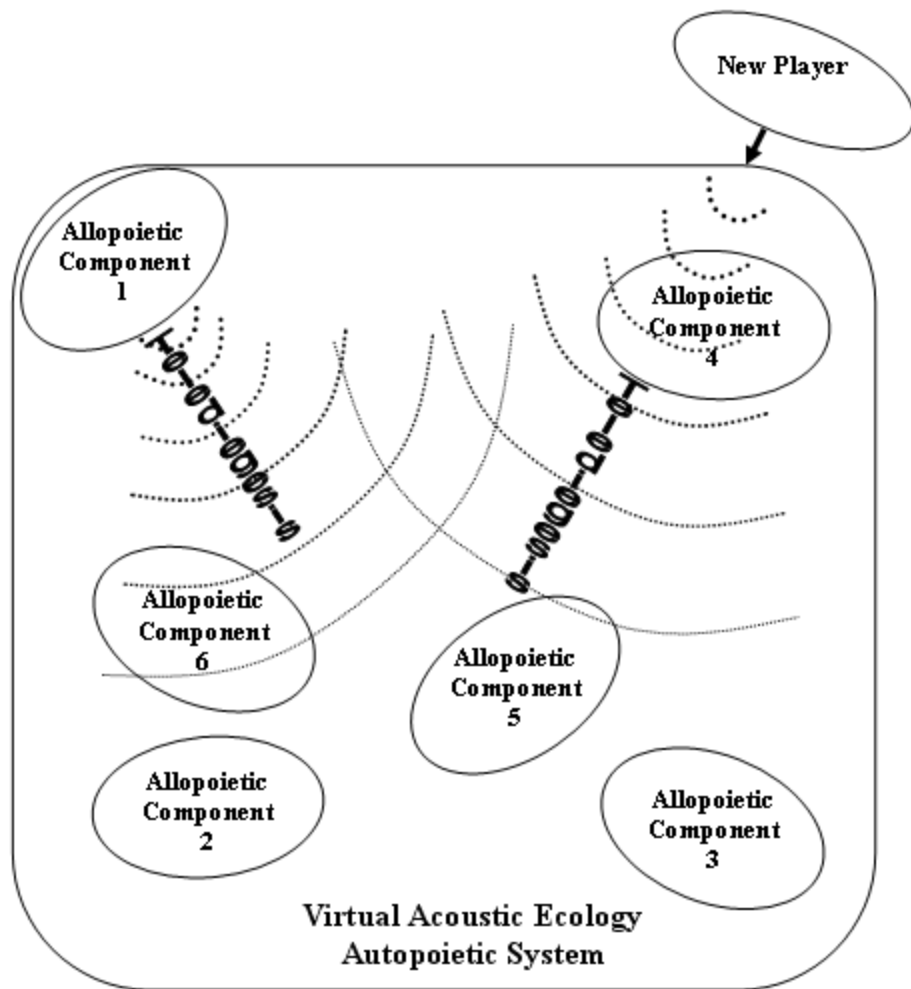 New Player
Allopoietic
Component
1
Allopoietic
Component
4
Allopoietic
Component
6
Allopoietic
Component
5
Allopoietic
Component
2
Allopoietic
Component
3
Virtual Acoustic Ecology
Autopoietic System